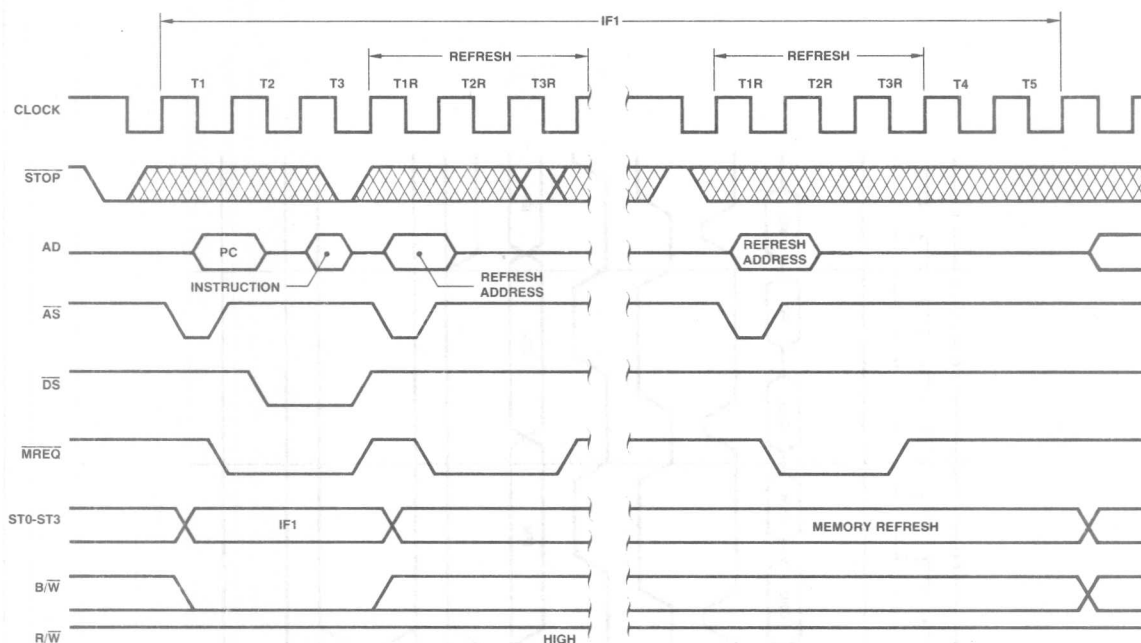 IF1
REFRESH REFRESH
T1 T2 T3 T1R T2R T3R T1R T2R T3R T4 T5
CLOCK
STOP
AD PC REFRESH ADDRESS
INSTRUCTION REFRESH ADDRESS
AS
DS
MREQ
ST0-ST3 IF1 MEMORY REFRESH
B/W
R/W HIGH